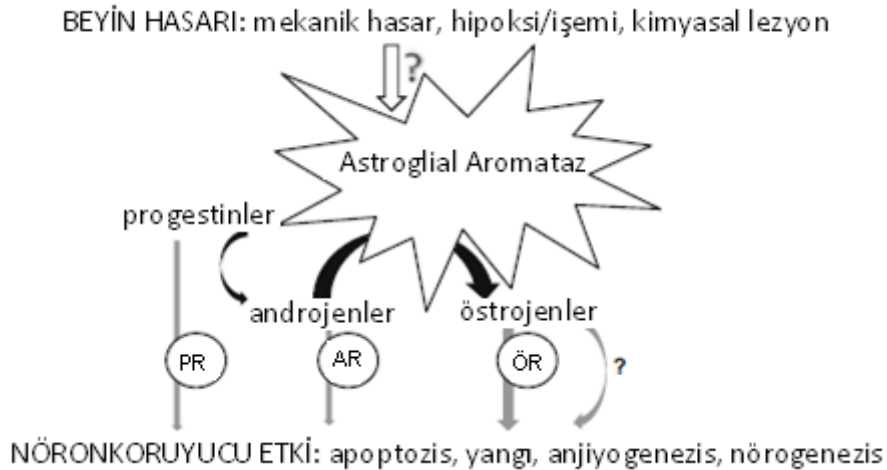 BEYİN HASARI: mekanik hasar, hipoksi/işemi, kimyasal lezyon
?
Astroglial Aromataz
progestinler
androjenler
östrojenler
PR
AR
ÖR
?
NÖRONKORUYUCU ETKİ: apoptozis, yangı, anjiyogenezis, nörogenezis